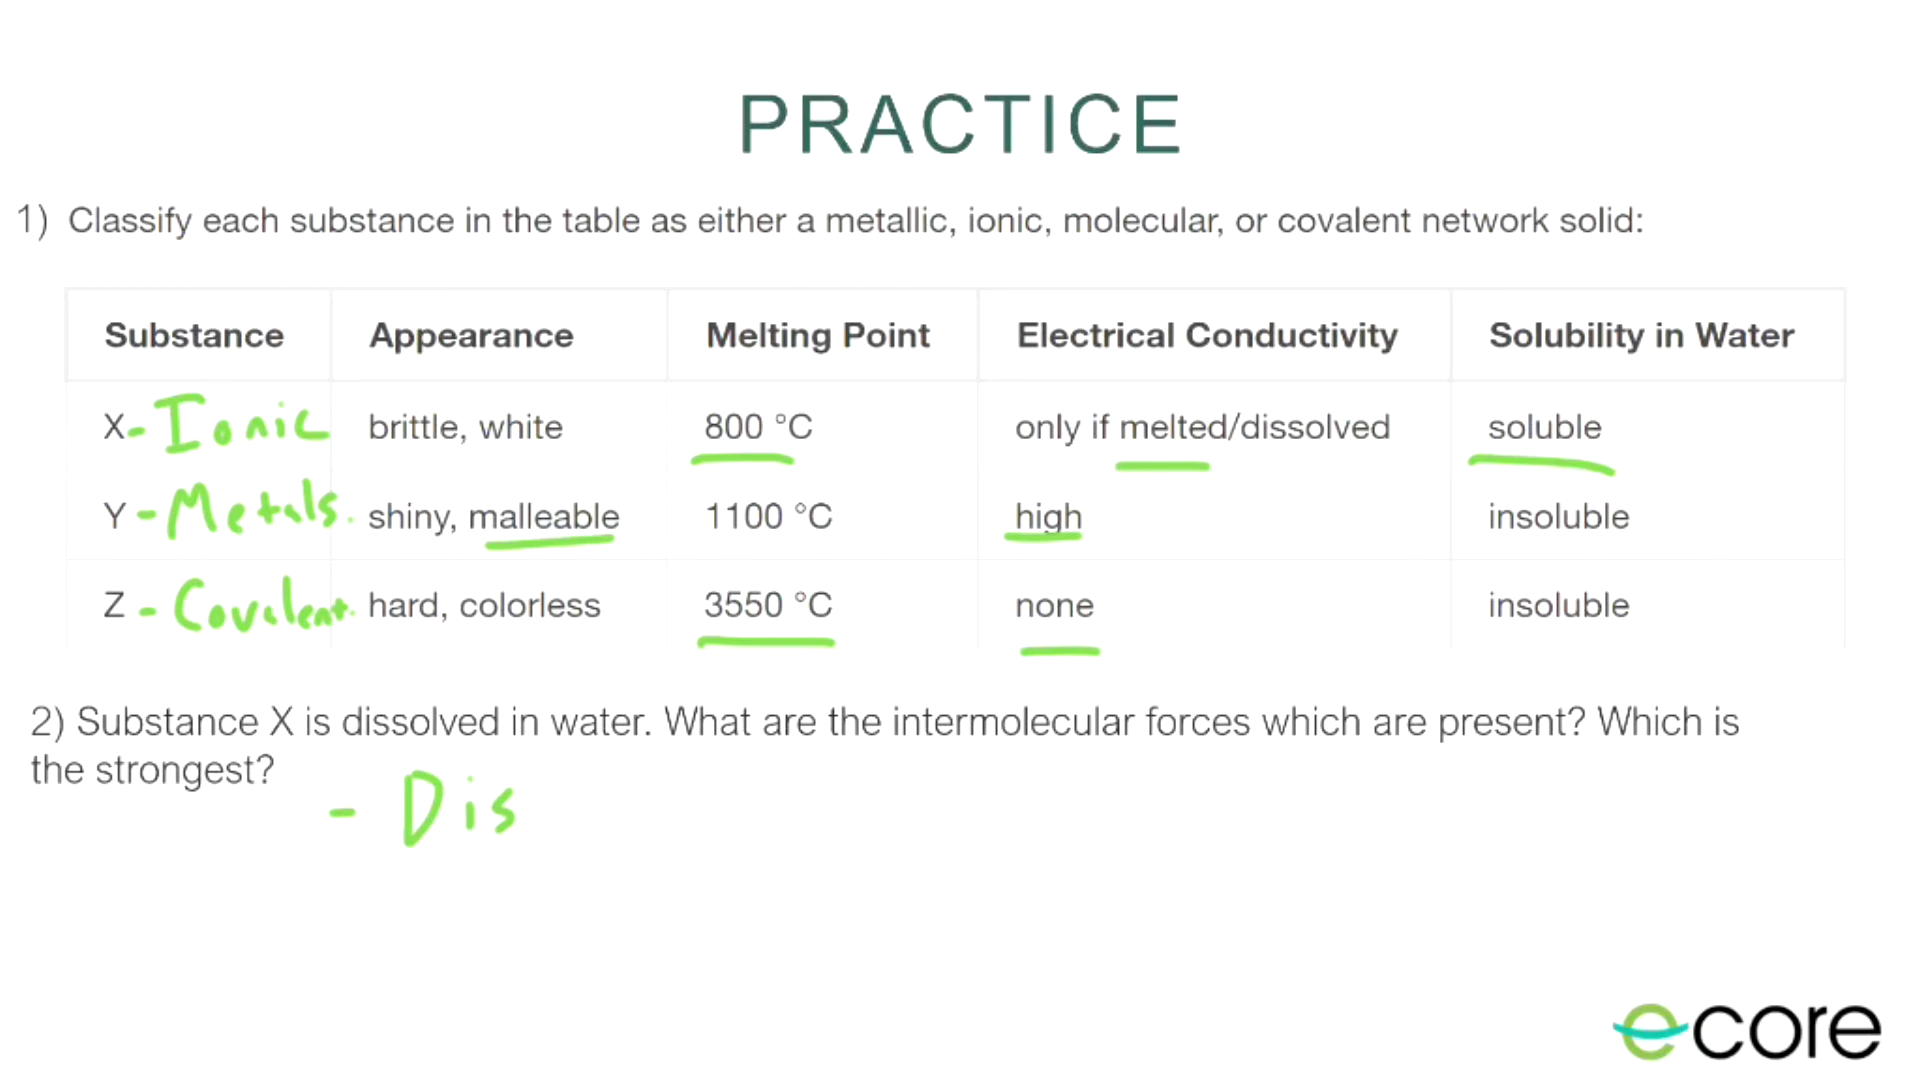 PRACTICE
1) Classify each substance in the table as either a metallic, ionic, molecular, or covalent network solid:
Substance Appearance Melting Point Electrical Conductivity Solubility in Water
X - Ionic brittle, white 800 °C only if melted/dissolved soluble
Y - Metals. shiny, malleable 1100 °C high insoluble
Z - Covalent. hard, colorless 3550 °C none insoluble
2) Substance X is dissolved in water. What are the intermolecular forces which are present? Which is
the strongest?
- Dis
ecore